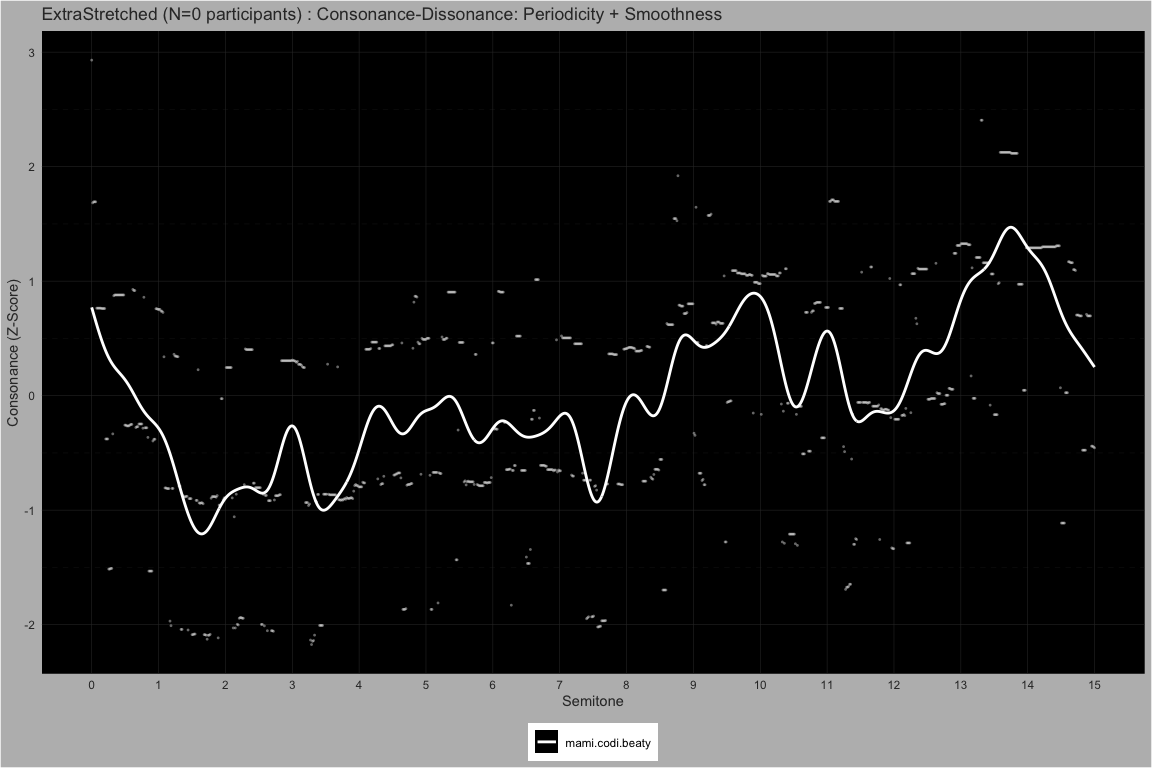 ExtraStretched (N=0 participants) : Consonance-Dissonance: Periodicity + Smoothness
Consonance (Z-Score)
3
2
1
0
-1
-2
0 1 2 3 4 5 6 7 8 9 10 11 12 13 14 15
Semitone
mami.codi.beaty